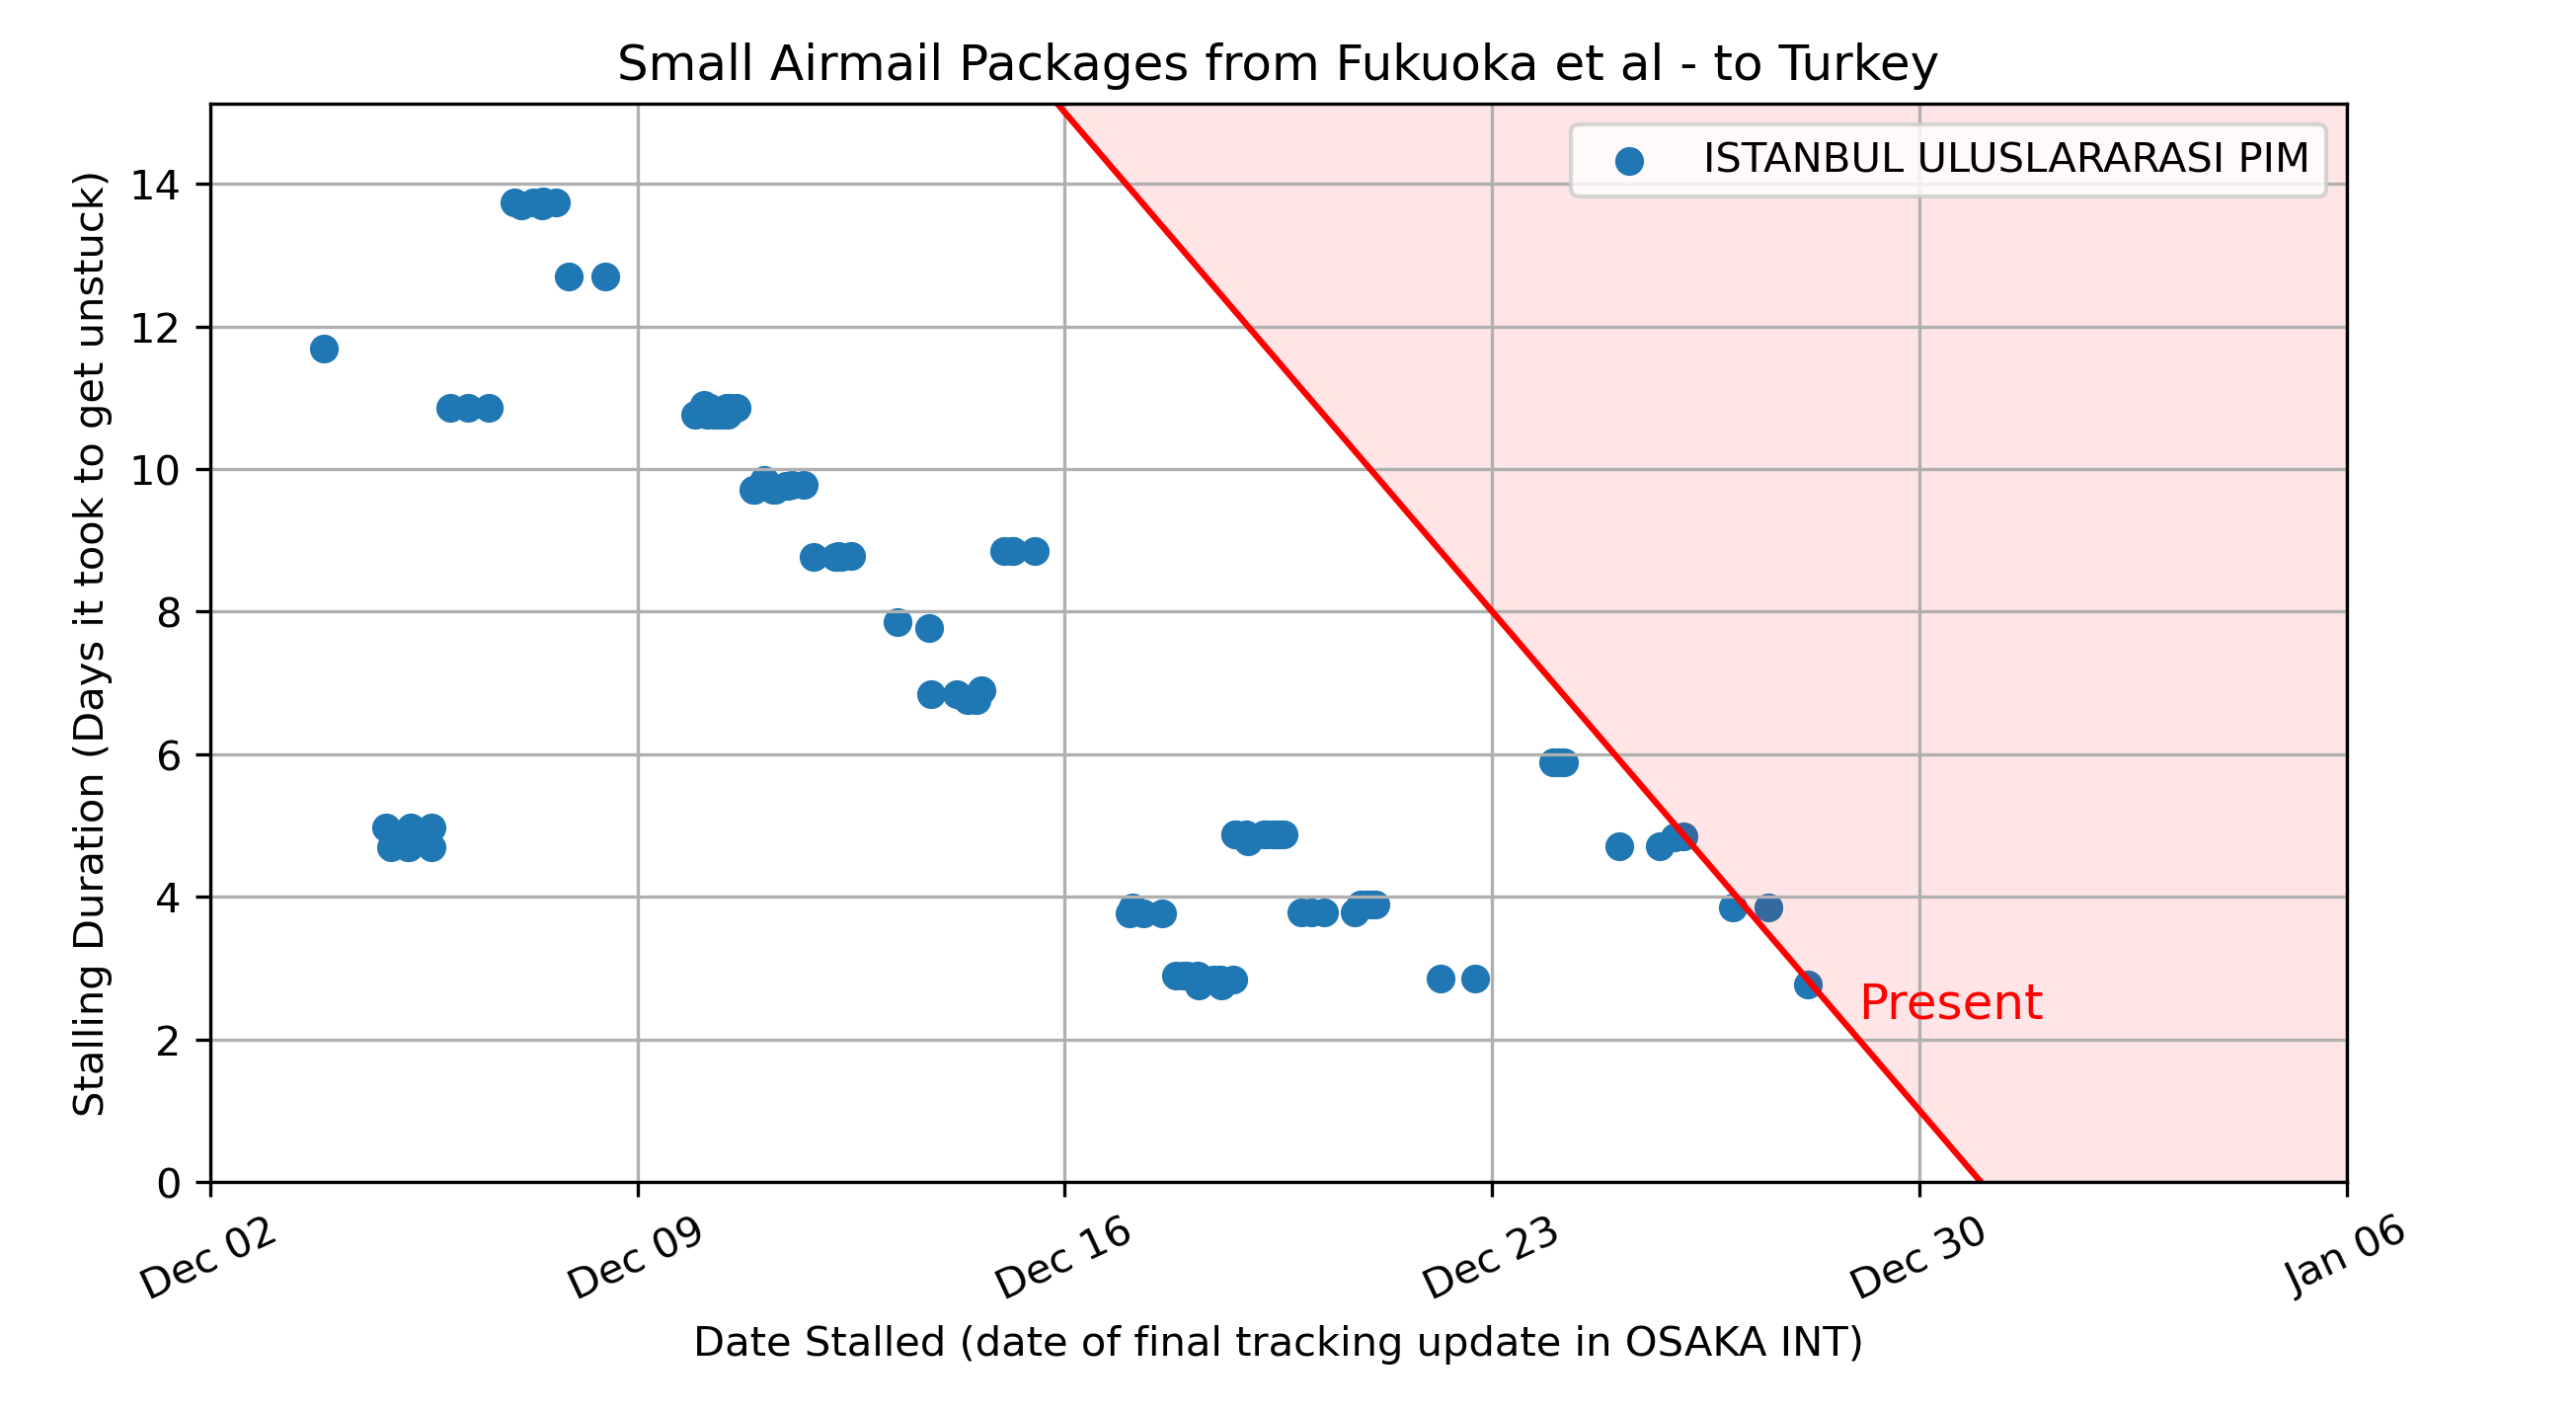 Small Airmail Packages from Fukuoka et al - to Turkey
ISTANBUL ULUSLARARASI PIM
Stalling Duration (Days it took to get unstuck)
14
12
10
8
6
4
2
0
Present
Dec 02
Dec 09
Dec 16
Dec 23
Dec 30
Jan 06
Date Stalled (date of final tracking update in OSAKA INT)